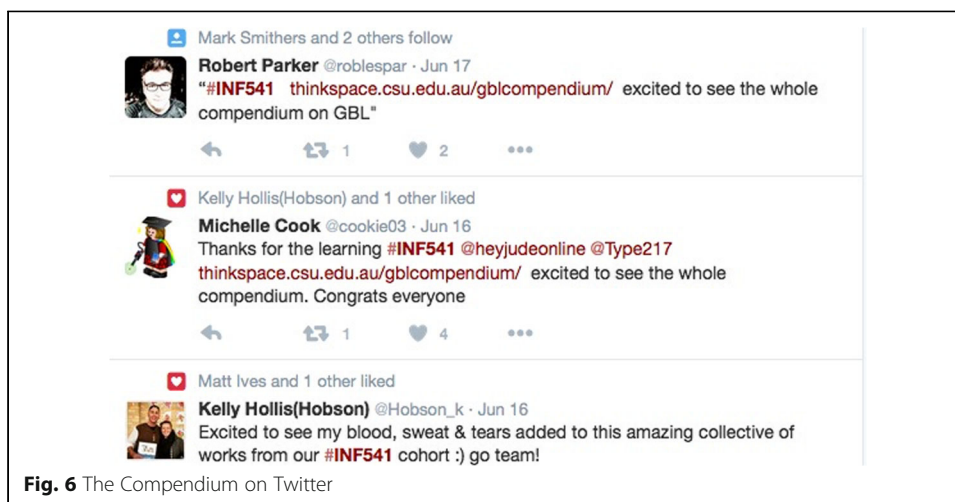 Mark Smithers and 2 others follow
Robert Parker @roblespar · Jun 17
“#INF541 thinkspace.csu.edu.au/gblcompendium/ excited to see the whole
compendium on GBL"
1 2 •••
Kelly Hollis(Hobson) and 1 other liked
Michelle Cook @cookie03 · Jun 16
Thanks for the learning #INF541 @heyjudeonline @Type217
thinkspace.csu.edu.au/gblcompendium/ excited to see the whole
compendium. Congrats everyone
1 4 •••
Matt Ives and 1 other liked
Kelly Hollis(Hobson) @Hobson_k · Jun 16
Excited to see my blood, sweat & tears added to this amazing collective of
works from our #INF541 cohort :) go team!
Fig. 6 The Compendium on Twitter